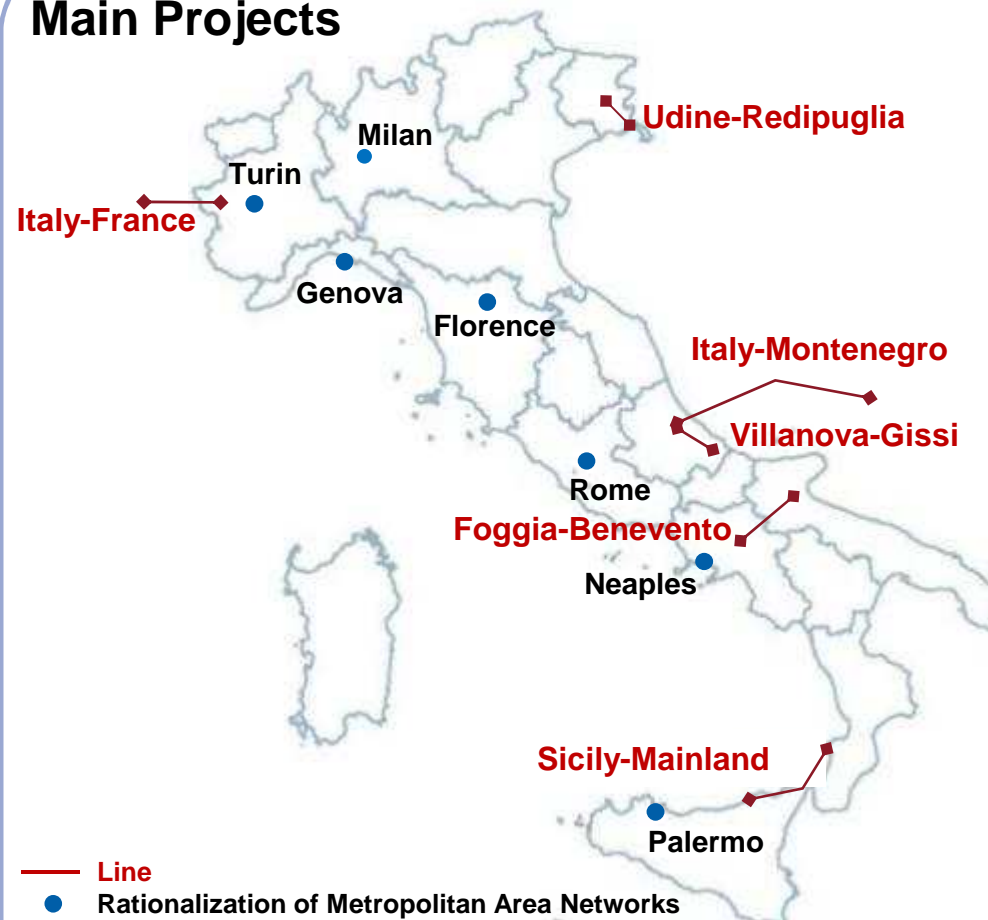 Main Projects
Udine-Redipuglia
Milan
Turin
Italy-France
Genova
Florence
Italy-Montenegro
Villanova-Gissi
Rome
Foggia-Benevento
Neaples
Sicily-Mainland
Palermo
Line
Rationalization of Metropolitan Area Networks